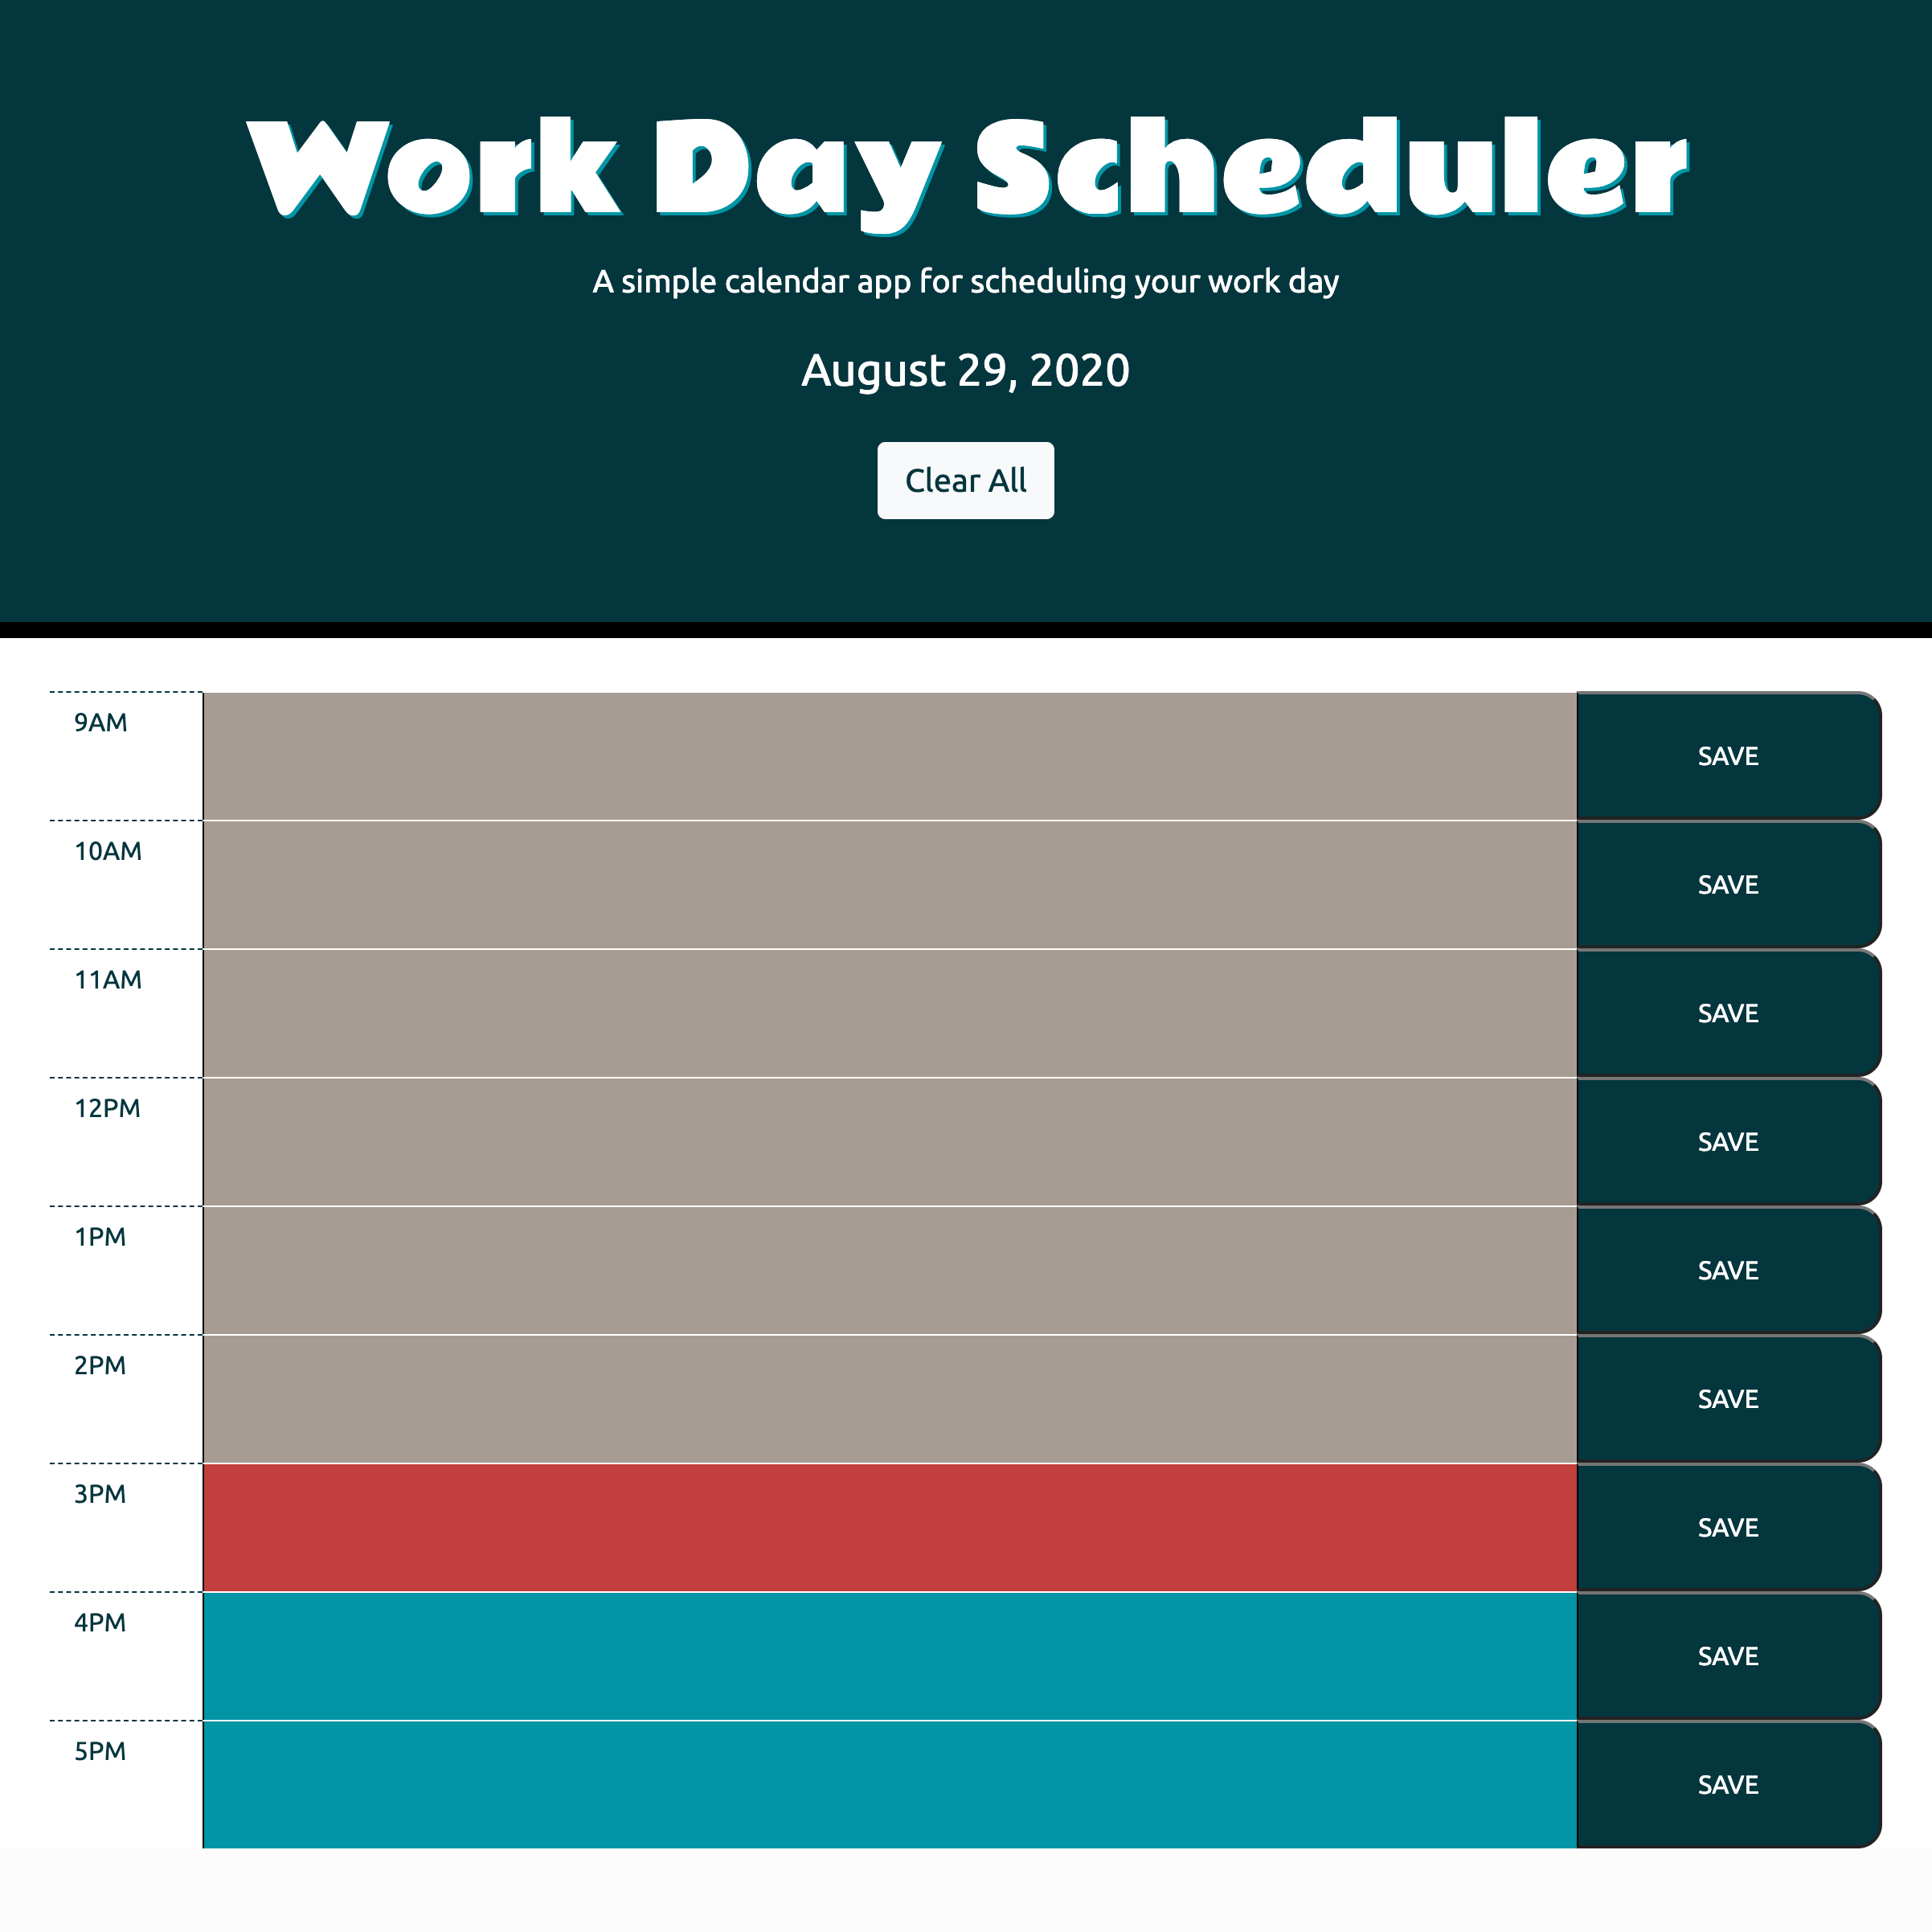 Work Day Scheduler
A simple calendar app for scheduling your work day
August 29, 2020
Clear All
9AM SAVE
10AM SAVE
11AM SAVE
12PM SAVE
1PM SAVE
2PM SAVE
3PM SAVE
4PM SAVE
5PM SAVE